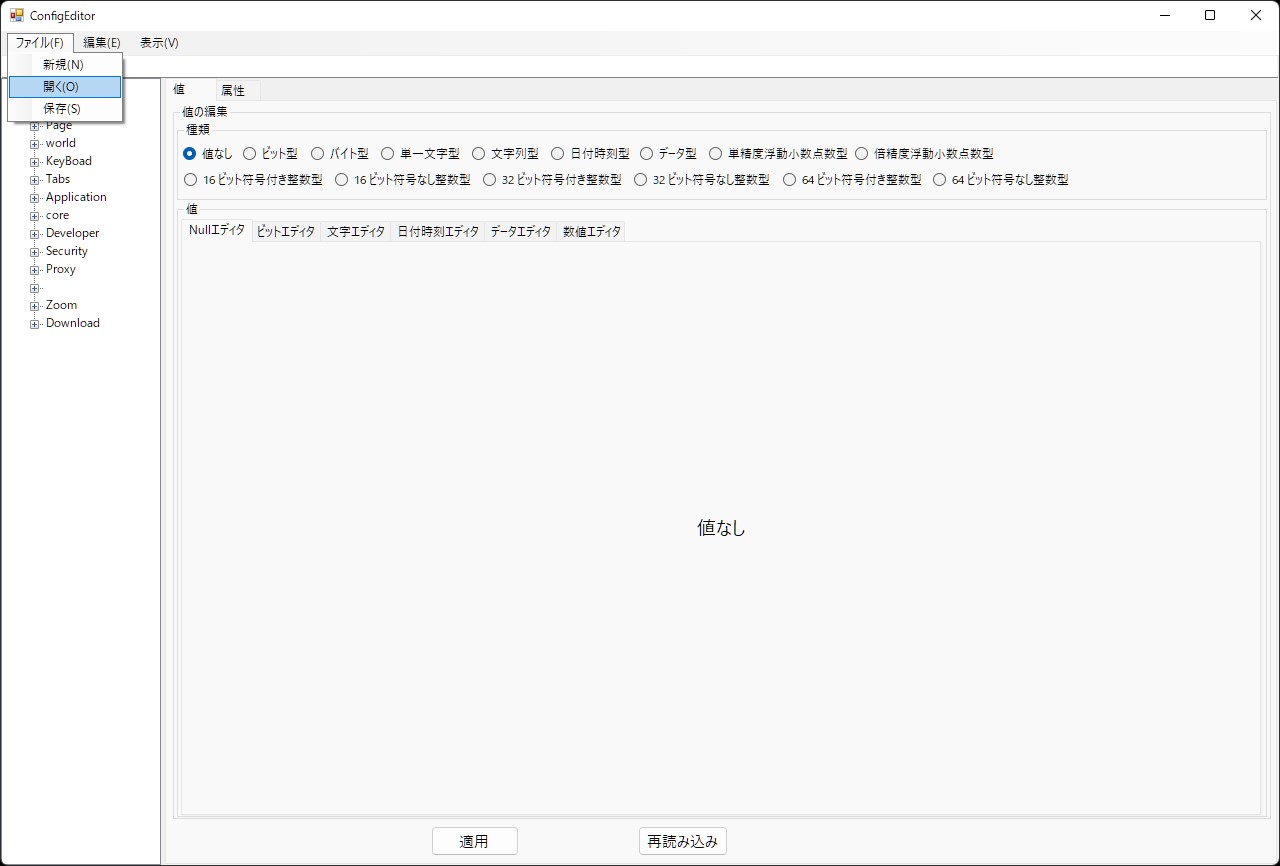 ConfigEditor
ファイル(F) 編集(E) 表示(V)
新規(N)
開く(O)
保存(S)
Page
world
KeyBoad
Tabs
Application
core
Developer
Security
Proxy
Zoom
Download
値 属性
値の編集
種類
値なし ビット型 バイト型 単一文字型 文字列型 日付時刻型 データ型 単精度浮動小数点数型 倍精度浮動小数点数型
16 ビット符号付き整数型 16 ビット符号なし整数型 32 ビット符号付き整数型 32 ビット符号なし整数型 64 ビット符号付き整数型 64 ビット符号なし整数型
値
Nullエディタ ビットエディタ 文字エディタ 日付時刻エディタ データエディタ 数値エディタ
値なし
適用 再読み込み